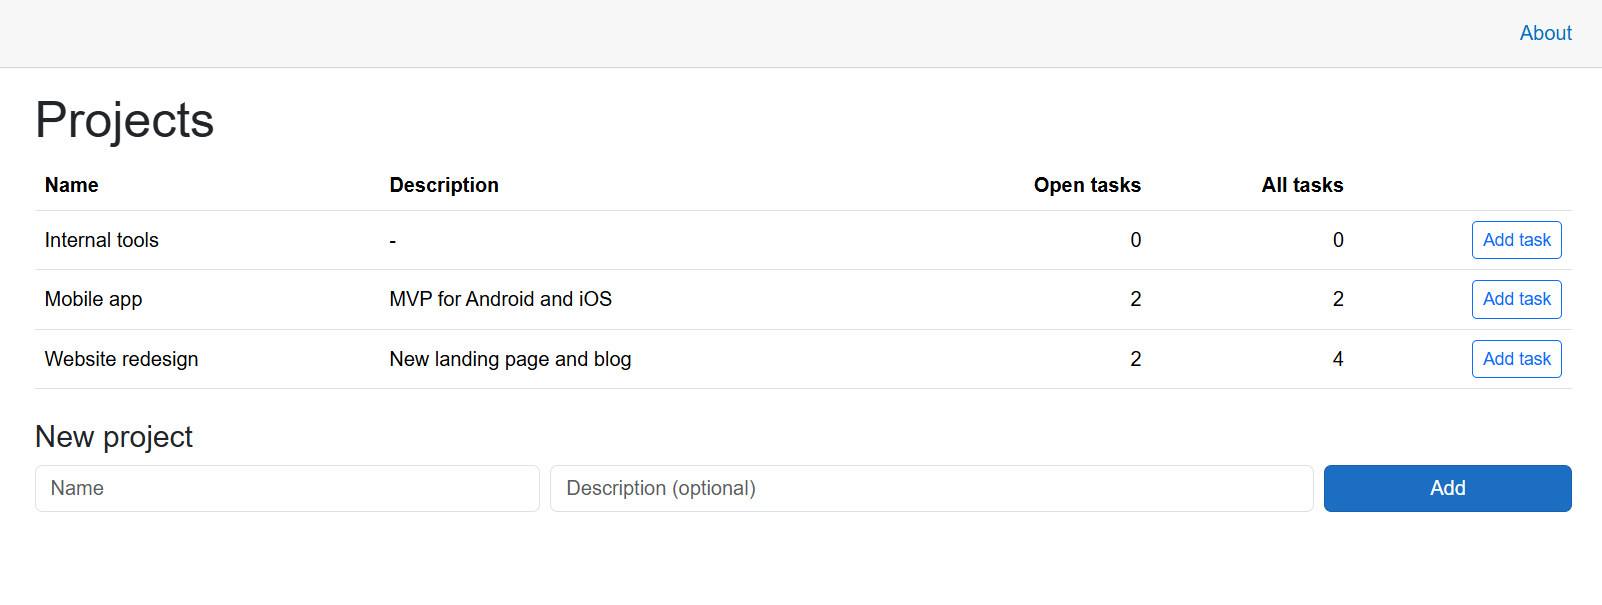 About
Projects
Name Description Open tasks All tasks
Internal tools - 0 0 Add task
Mobile app MVP for Android and iOS 2 2 Add task
Website redesign New landing page and blog 2 4 Add task
New project
Name Description (optional) Add